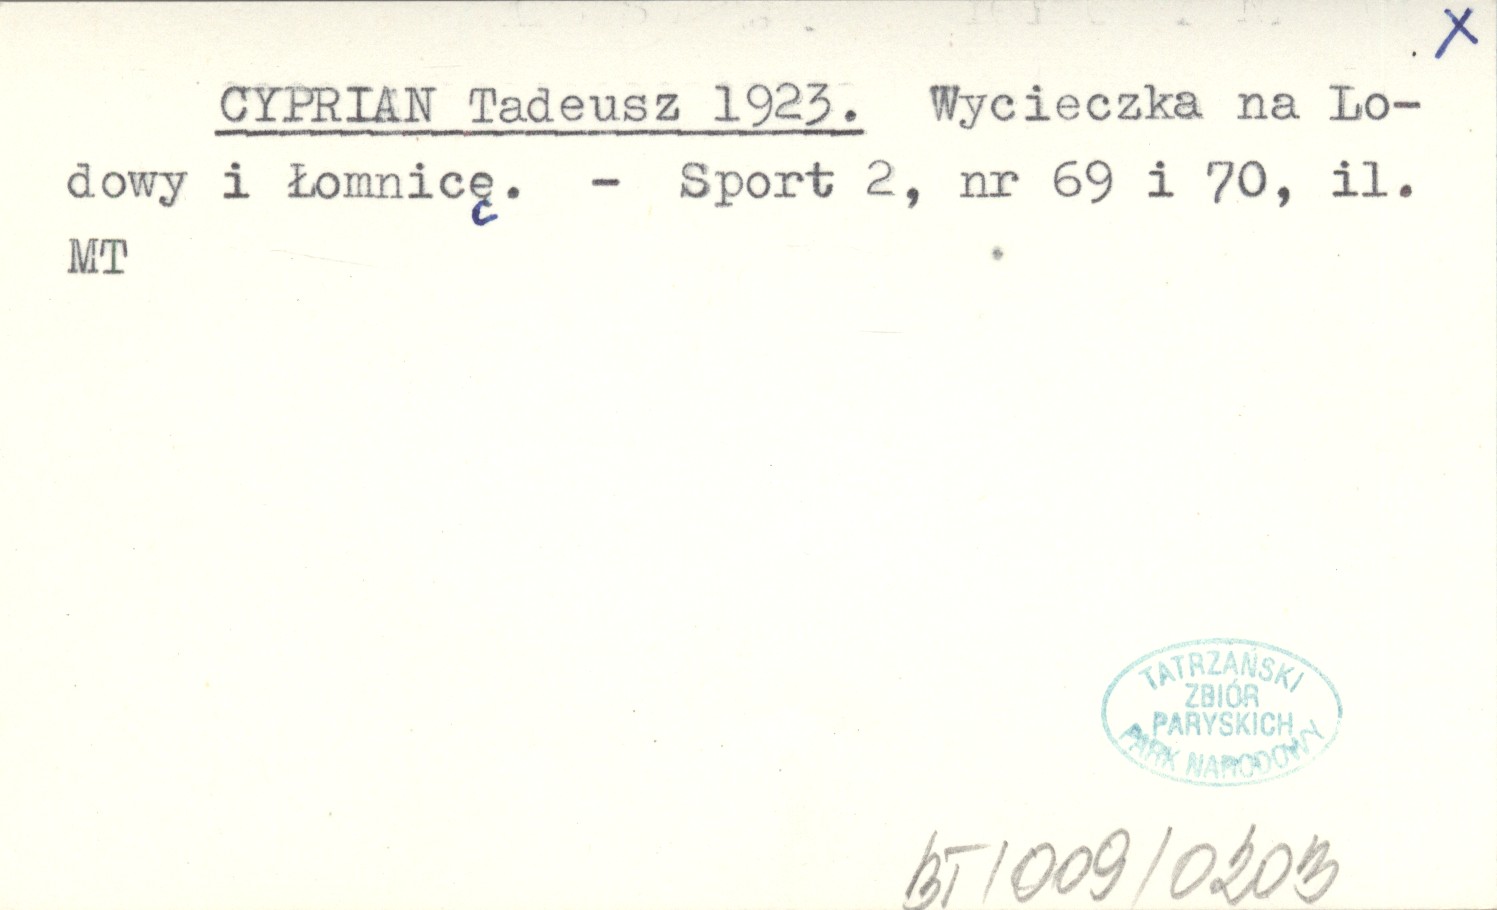 X
CYPRIAN Tadeusz 1923. Wycieczka na Lo-
dowy i Łomnicę. - Sport 2, nr 69 i 70, il.
MT
TATRZAŃSKI
ZBIÓR
PARYSKICH
PARK NARODOWY
BT/009/0203